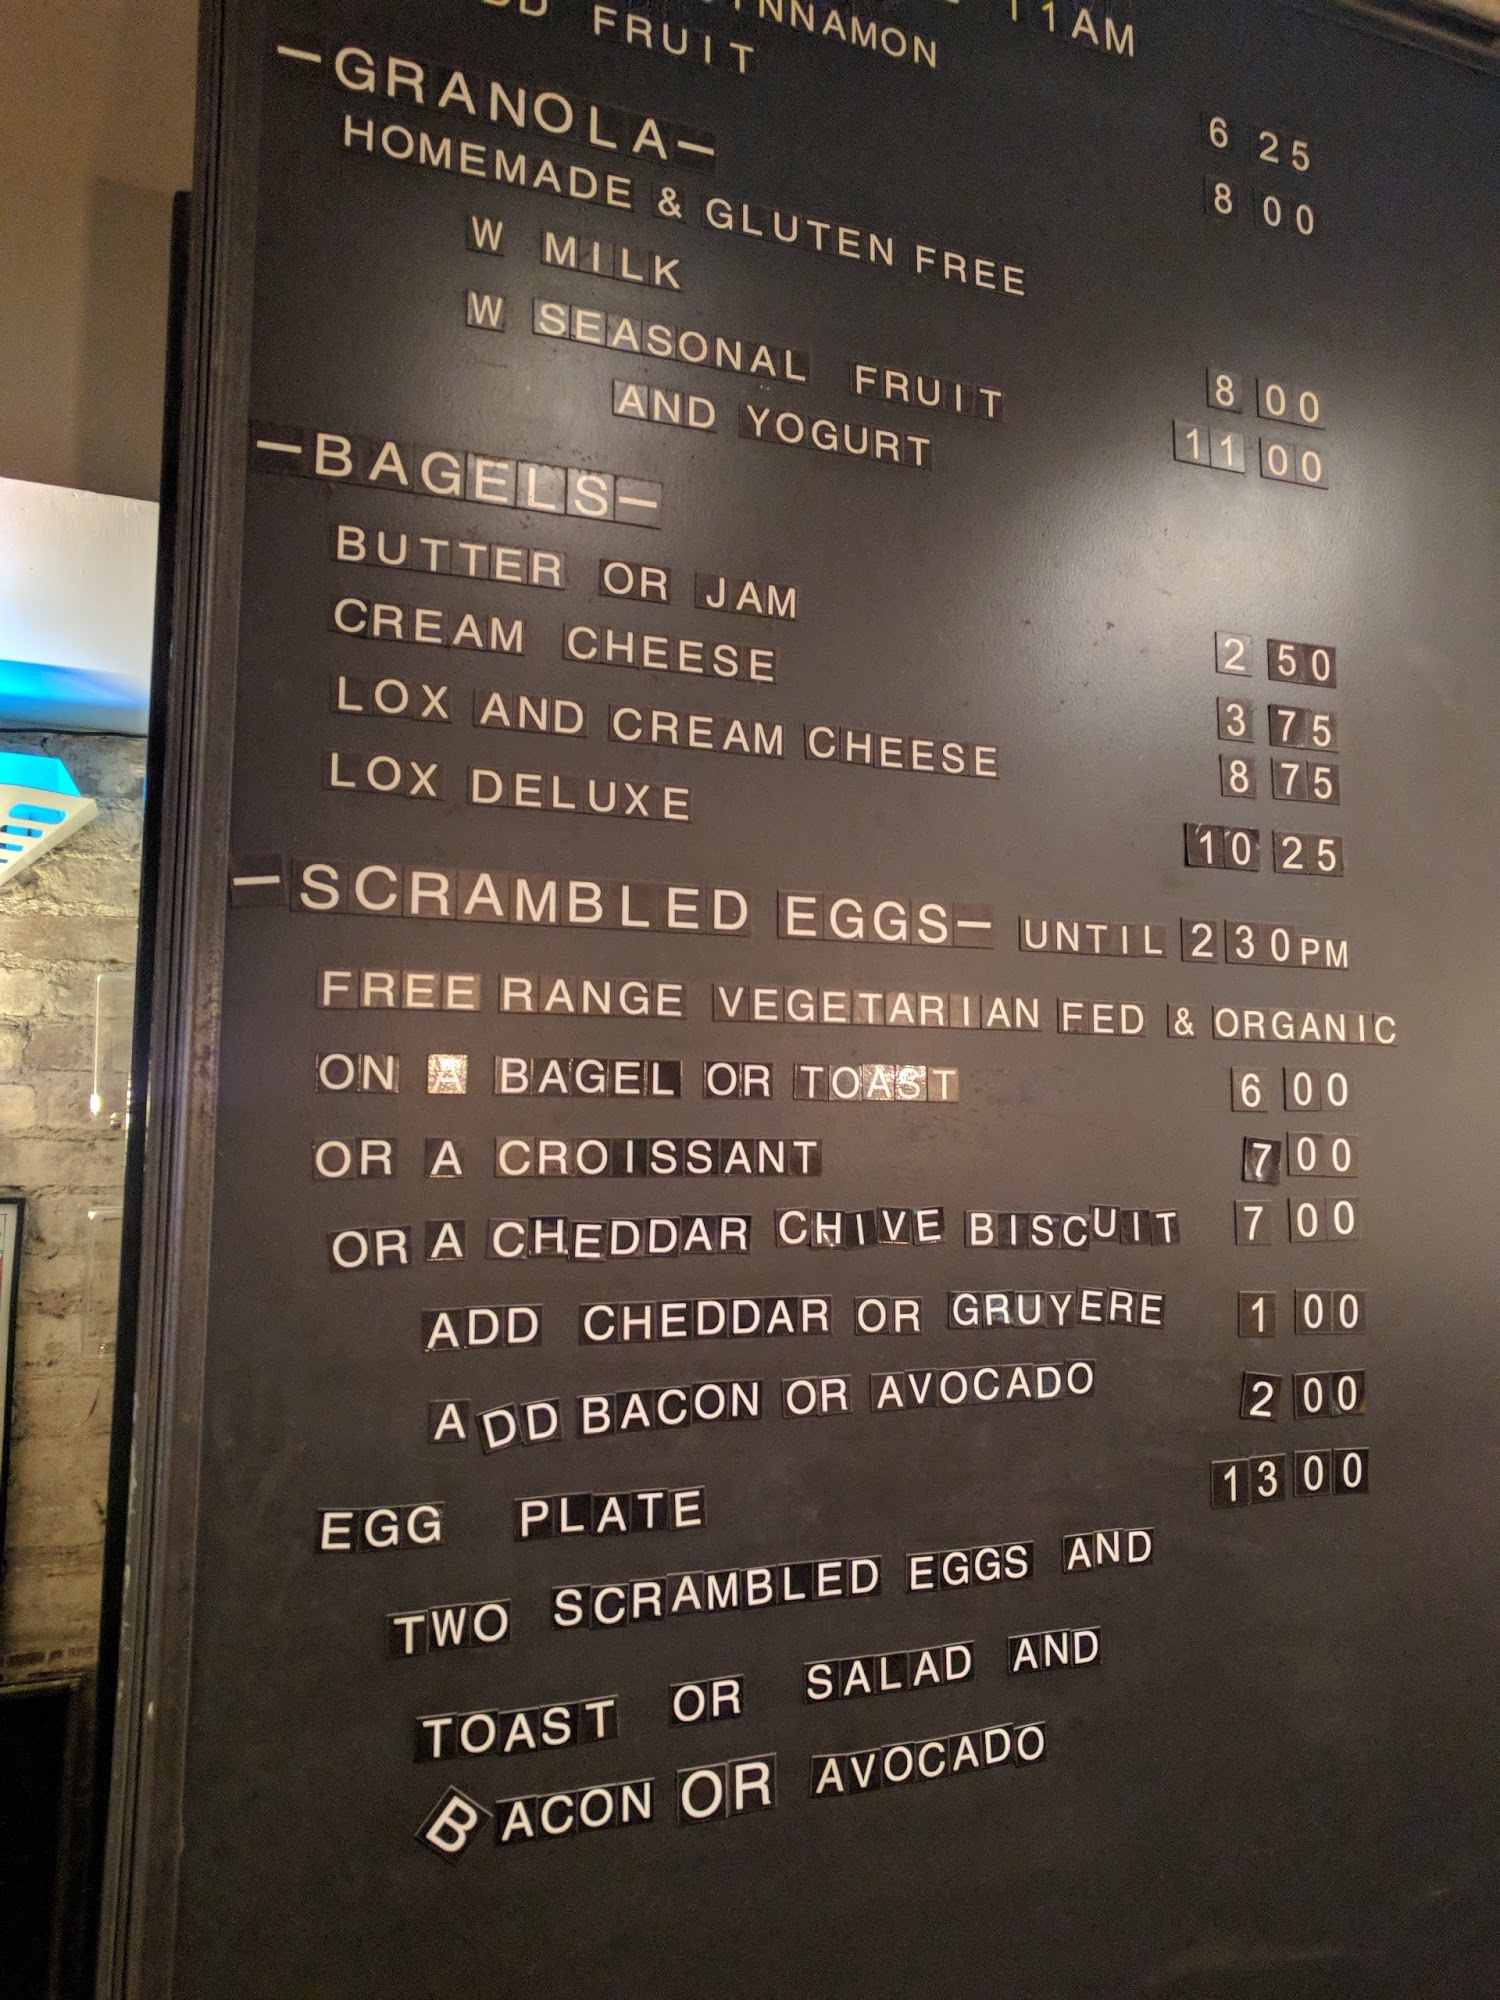 11AM
CINNAMON
FRUIT
6 25
8 00
—GRANOLA—
HOMEMADE & GLUTEN FREE
W MILK 8 00
W SEASONAL FRUIT 11 00
AND YOGURT
—BAGELS—
BUTTER OR JAM 2 50
CREAM CHEESE 3 75
LOX AND CREAM CHEESE 8 75
LOX DELUXE 10 25
—SCRAMBLED EGGS— UNTIL 2 30PM
FREE RANGE VEGETARIAN FED & ORGANIC
ON A BAGEL OR TOAST 6 00
OR A CROISSANT 7 00
OR A CHEDDAR CHIVE BISCUIT 7 00
ADD CHEDDAR OR GRUYERE 1 00
ADD BACON OR AVOCADO 2 00
EGG PLATE 13 00
TWO SCRAMBLED EGGS AND
TOAST OR SALAD AND
BACON OR AVOCADO